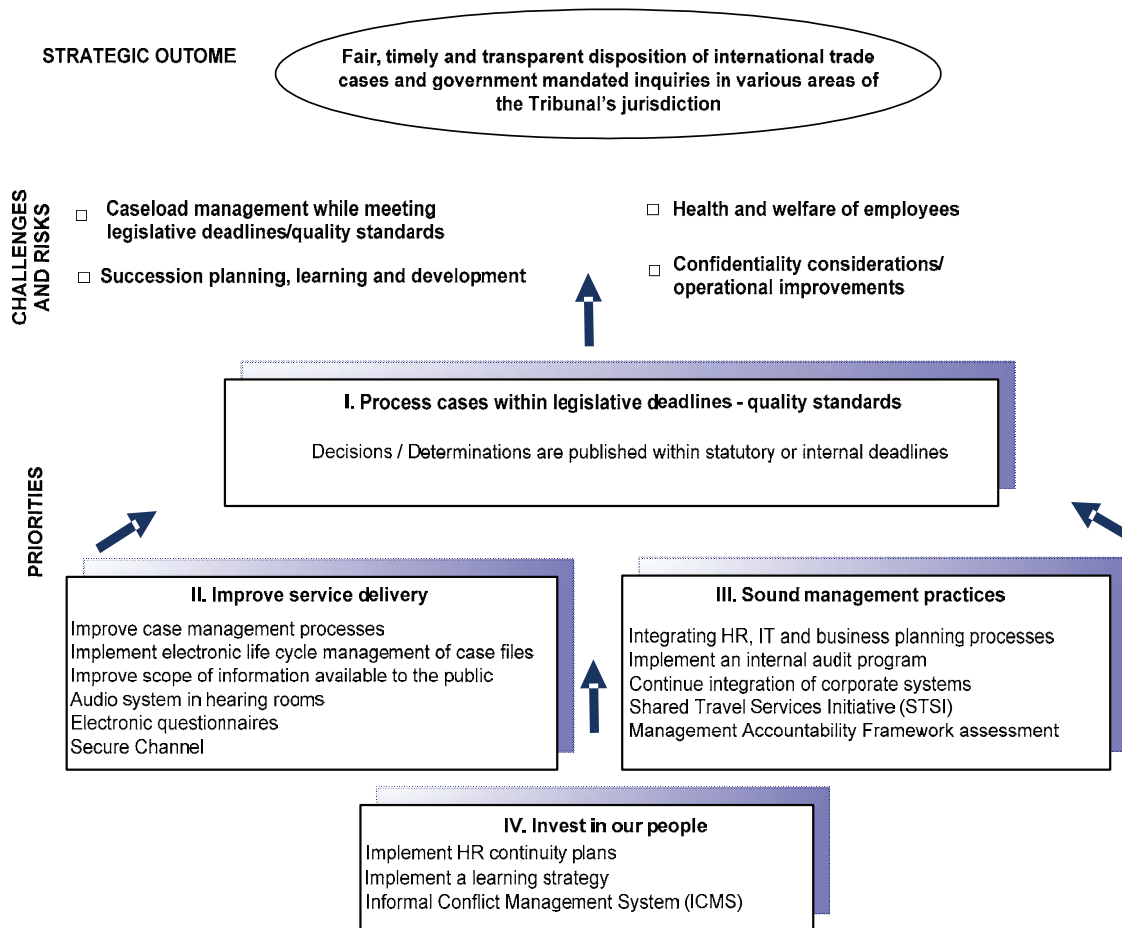 STRATEGIC OUTOME
Fair, timely and transparent disposition of international trade
cases and government mandated inquiries in various areas of
the Tribunal's jurisdiction
CHALLENGES
AND RISKS
Caseload management while meeting
legislative deadlines/quality standards
Succession planning, learning and development
Health and welfare of employees
Confidentiality considerations/
operational improvements
PRIORITIES
I. Process cases within legislative deadlines - quality standards
Decisions / Determinations are published within statutory or internal deadlines
II. Improve service delivery
Improve case management processes
Implement electronic life cycle management of case files
Improve scope of information available to the public
Audio system in hearing rooms
Electronic questionnaires
Secure Channel
III. Sound management practices
Integrating HR, IT and business planning processes
Implement an internal audit program
Continue integration of corporate systems
Shared Travel Services Initiative (STSI)
Management Accountability Framework assessment
IV. Invest in our people
Implement HR continuity plans
Implement a learning strategy
Informal Conflict Management System (ICMS)